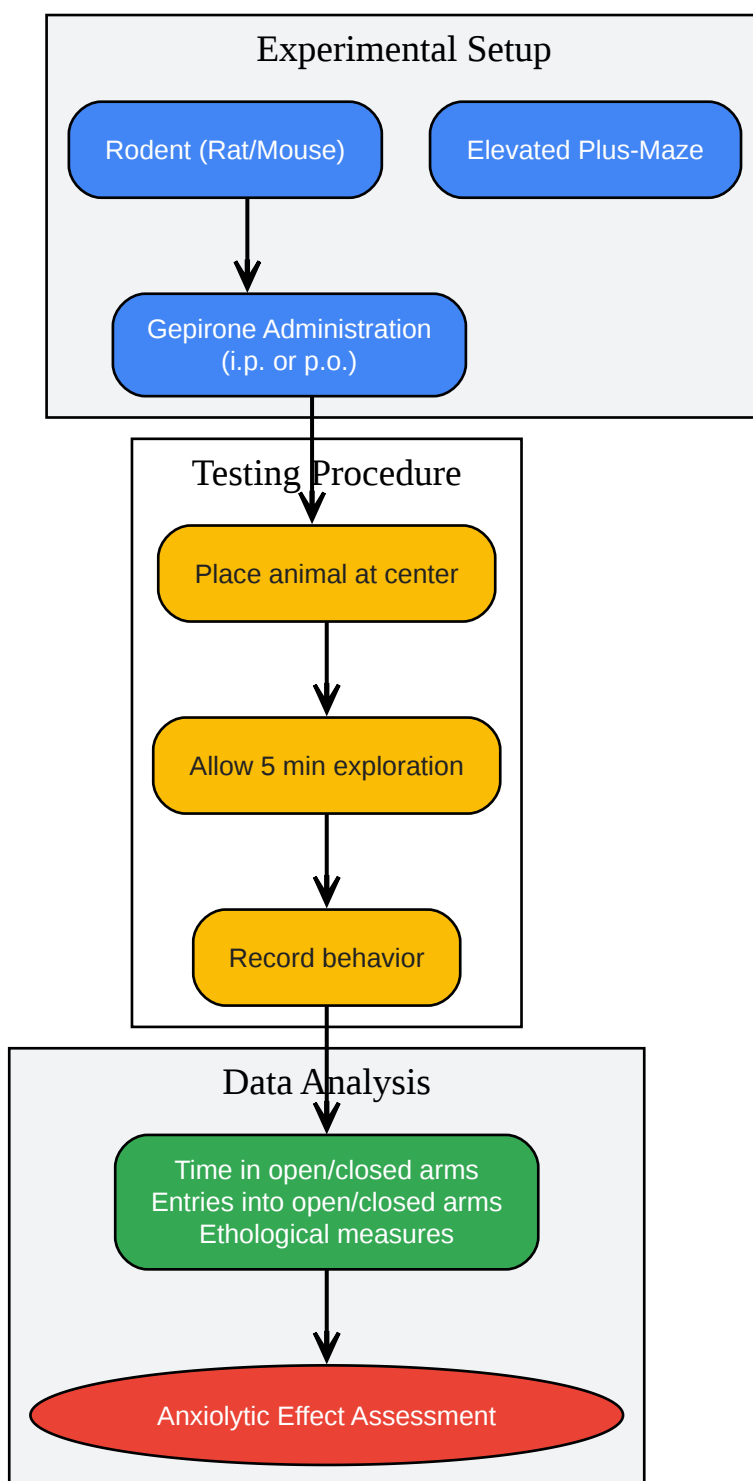 Experimental Setup
Rodent (Rat/Mouse)
Elevated Plus-Maze
Gepirone Administration
(i.p. or p.o.)
Testing Procedure
Place animal at center
Allow 5 min exploration
Record behavior
Data Analysis
Time in open/closed arms
Entries into open/closed arms
Ethological measures
Anxiolytic Effect Assessment